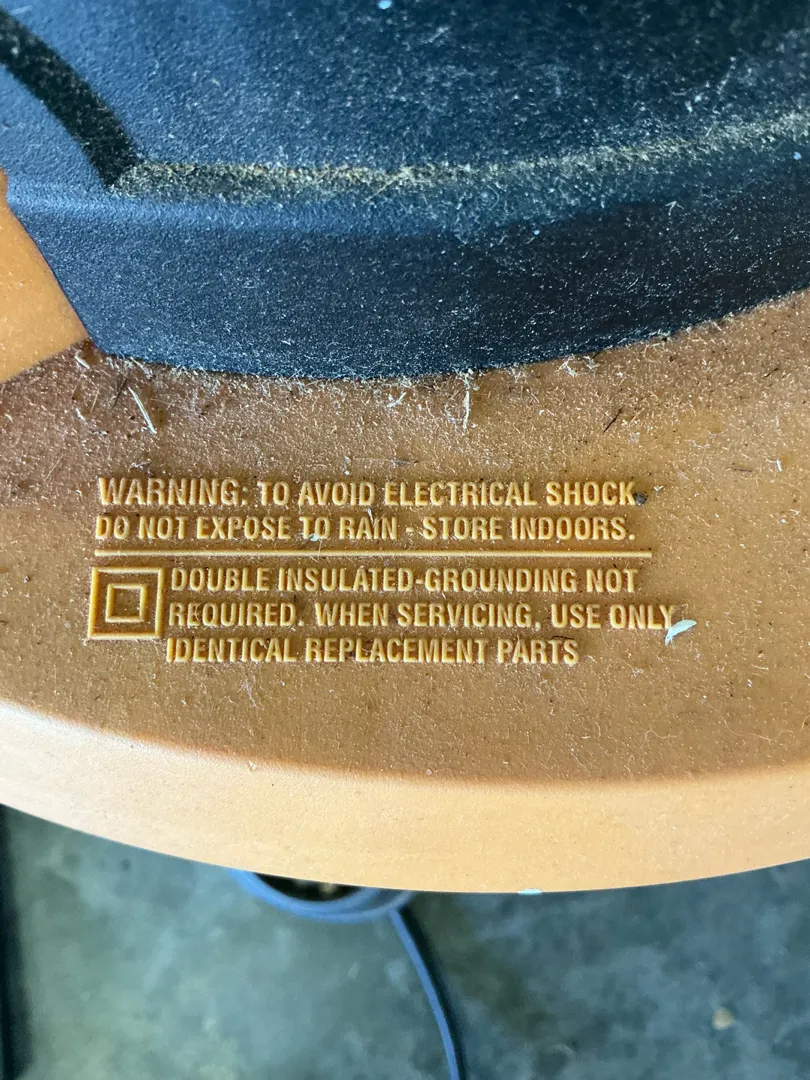 WARNING: TO AVOID ELECTRICAL SHOCK
DO NOT EXPOSE TO RAIN - STORE INDOORS.
DOUBLE INSULATED-GROUNDING NOT
REQUIRED. WHEN SERVICING, USE ONLY
IDENTICAL REPLACEMENT PARTS